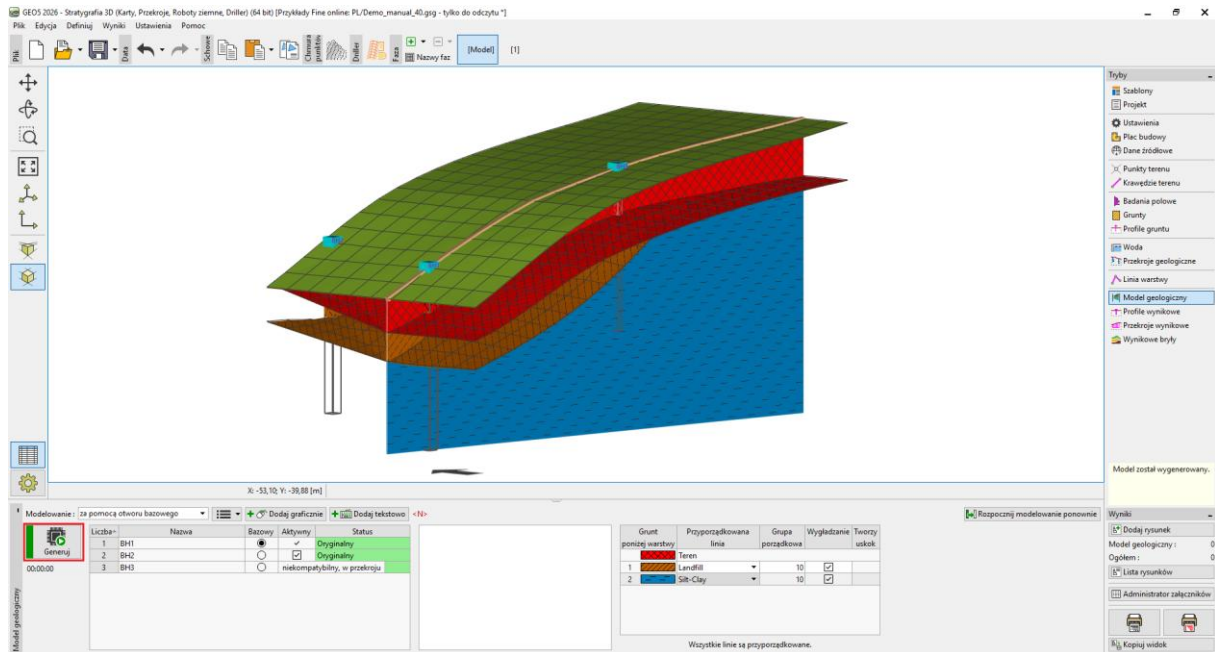 GEO5 2026 - Stratygrafia 3D (Karty, Przekroje, Roboty ziemne, Driller) (64 bit) [Przykłady Fine online: PL/Demo_manual_40.gsg - tylko do odczytu *]
Plik Edycja Definiuj Wyniki Ustawienia Pomoc
Plik
Data
Schowek
Chmura punktów
Driller
Faza
Nazwy faz
[Model]
[1]
Tryby
Szablony
Projekt
Ustawienia
Plac budowy
Dane źródłowe
Punkty terenu
Krawędzie terenu
Badania polowe
Grunty
Profile gruntu
Woda
Przekroje geologiczne
Linia warstwy
Model geologiczny
Profile wynikowe
Przekroje wynikowe
Wynikowe bryły
Model został wygenerowany.
X: -53,10; Y: -39,88 [m]
Modelowanie: za pomocą otworu bazowego
Dodaj graficznie
Dodaj tekstowo
<N>
Rozpocznij modelowanie ponownie
Generuj
00:00:00
Liczba Nazwa Bazowy Aktywny Status
1 BH1 Oryginalny
2 BH2 Oryginalny
3 BH3 niekompatybilny, w przekroju
Grunt Przyporządkowana Grupa Wygładzanie Tworzy
poniżej warstwy linia porządkowa uskok
Teren
1 Landfill 10
2 Silt-Clay 10
Wszystkie linie są przyporządkowane.
Model geologiczny
Wyniki
Dodaj rysunek
Model geologiczny : 0
Ogółem : 0
Lista rysunków
Administrator załączników
Kopiuj widok